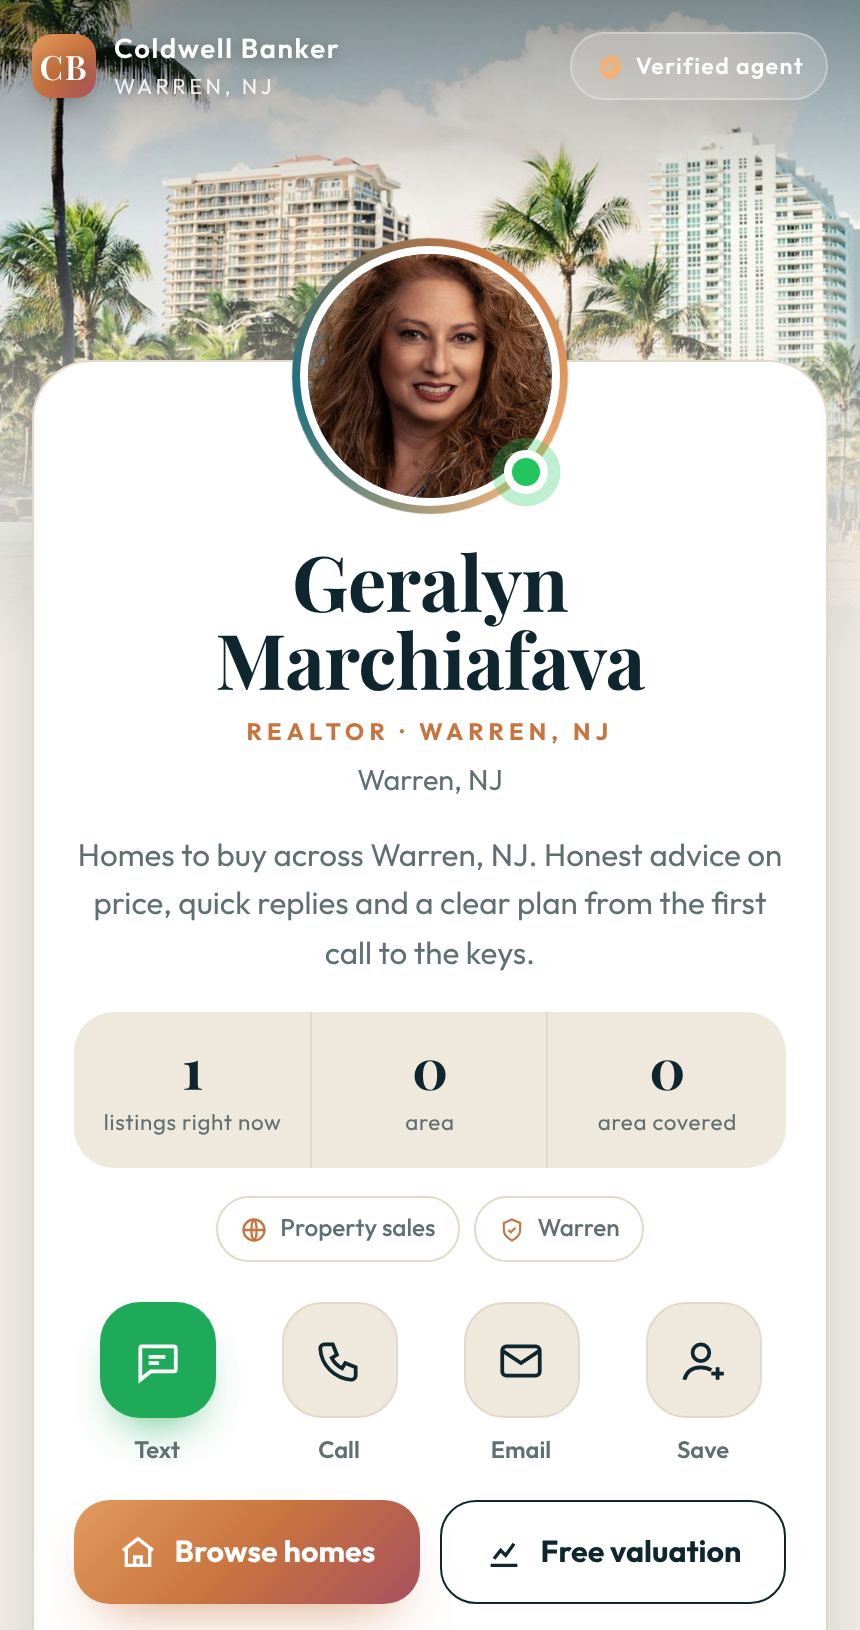 CB
Coldwell Banker
WARREN, NJ
Verified agent
Geralyn
Marchiafava
REALTOR · WARREN, NJ
Warren, NJ
Homes to buy across Warren, NJ. Honest advice on
price, quick replies and a clear plan from the first
call to the keys.
1
listings right now
0
area
0
area covered
Property sales
Warren
Text
Call
Email
Save
Browse homes
Free valuation